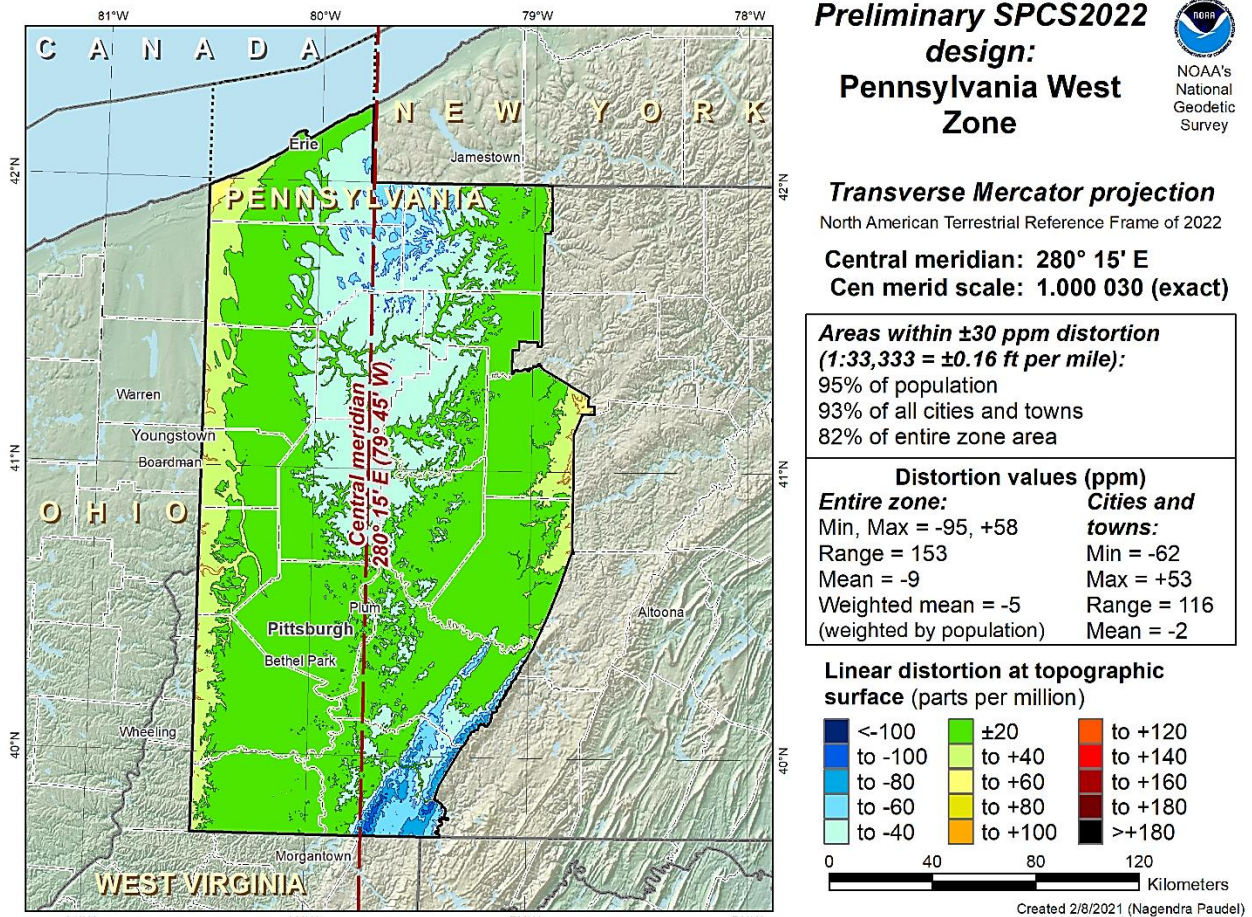 81°W
80°W
79°W
78°W
CANADA
NEW YORK
Erie
Jamestown
42°N
42°N
PENNSYLVANIA
Warren
Youngstown
Boardman
41°N
41°N
OHIO
Central meridian
280° 15' E (79° 45' W)
Plum
Pittsburgh
Bethel Park
Altoona
Wheeling
40°N
40°N
Morgantown
WEST VIRGINIA
Preliminary SPCS2022
design:
Pennsylvania West
Zone
NOAA
NOAA's
National
Geodetic
Survey
Transverse Mercator projection
North American Terrestrial Reference Frame of 2022
Central meridian: 280° 15' E
Cen merid scale: 1.000 030 (exact)
Areas within ±30 ppm distortion
(1:33,333 = ±0.16 ft per mile):
95% of population
93% of all cities and towns
82% of entire zone area
Distortion values (ppm)
Entire zone:
Min, Max = -95, +58
Range = 153
Mean = -9
Weighted mean = -5
(weighted by population)
Cities and
towns:
Min = -62
Max = +53
Range = 116
Mean = -2
Linear distortion at topographic
surface (parts per million)
<-100
to -100
to -80
to -60
to -40
±20
to +40
to +60
to +80
to +100
to +120
to +140
to +160
to +180
>+180
0 40 80 120
Kilometers
Created 2/8/2021 (Nagendra Paudel)